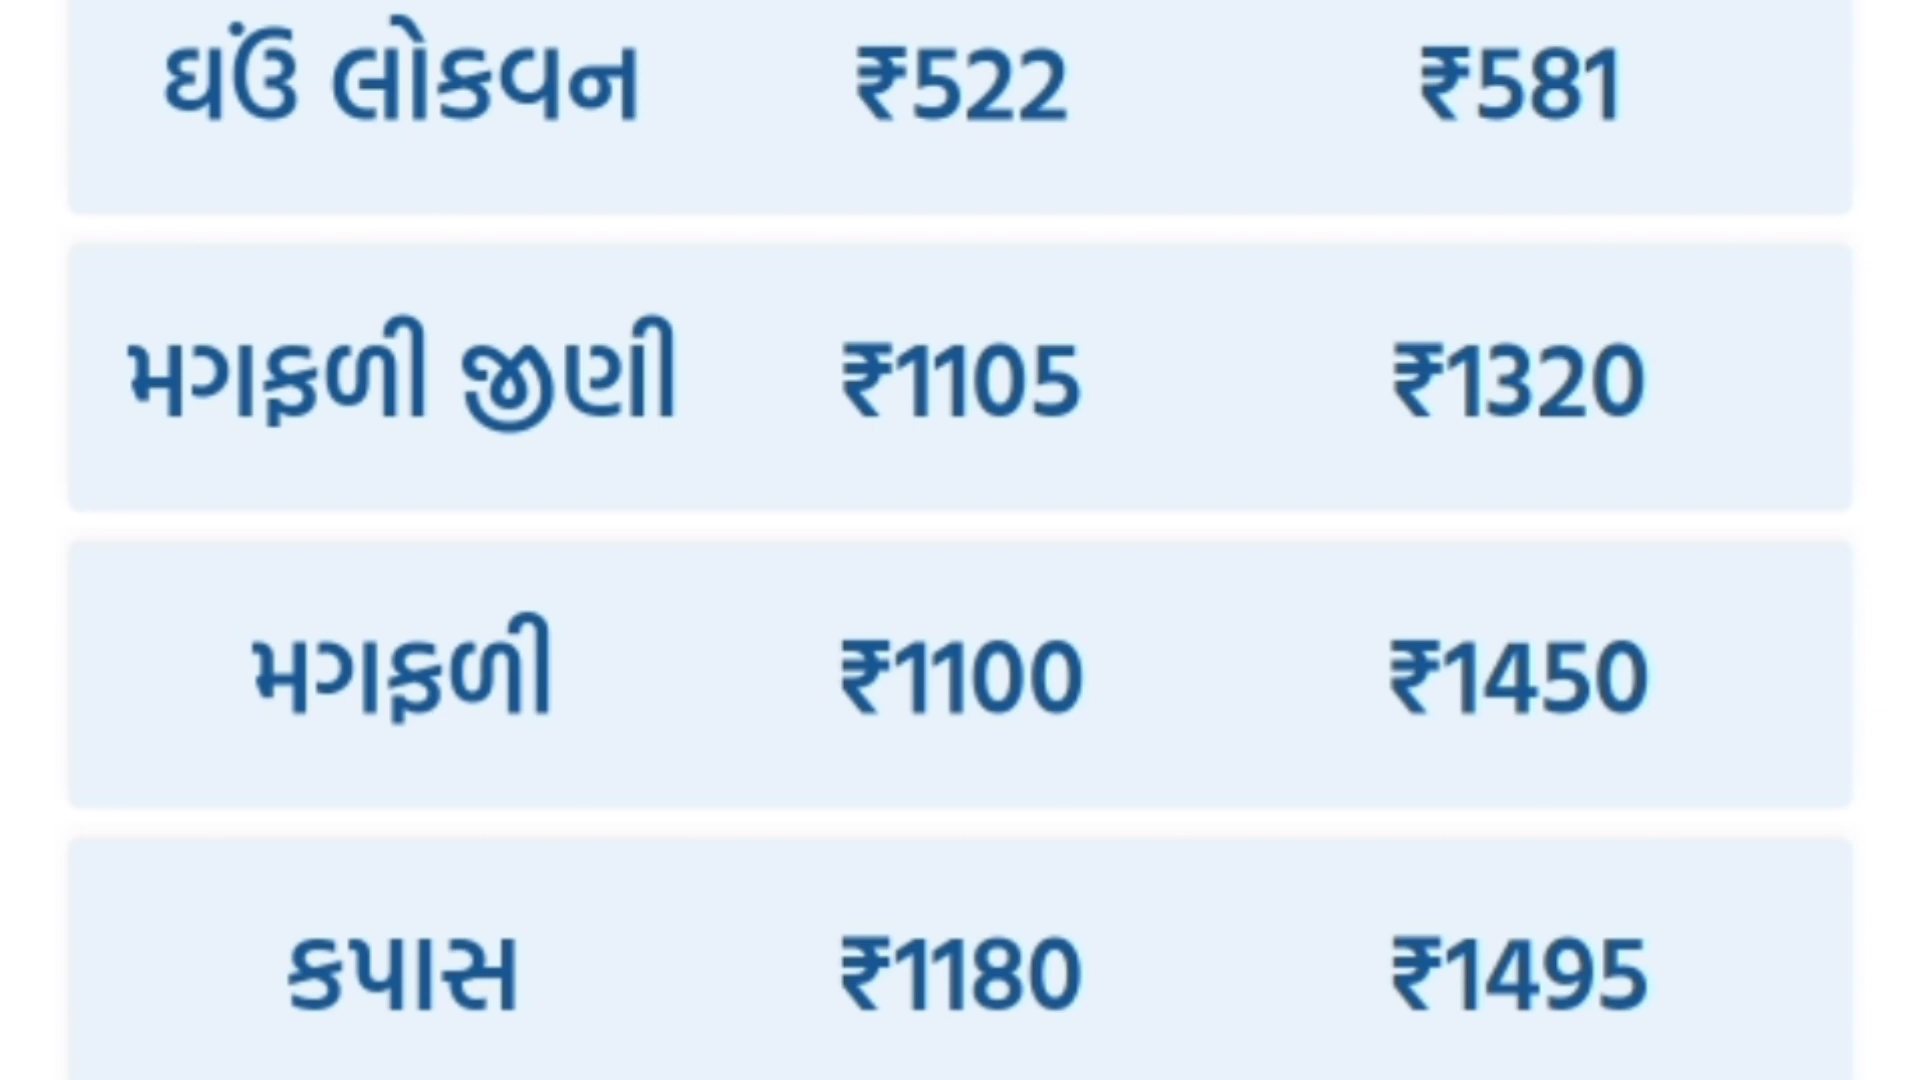 ઘઉં લોકવન ₹522 ₹581
મગફળી જીણી ₹1105 ₹1320
મગફળી ₹1100 ₹1450
કપાસ ₹1180 ₹1495